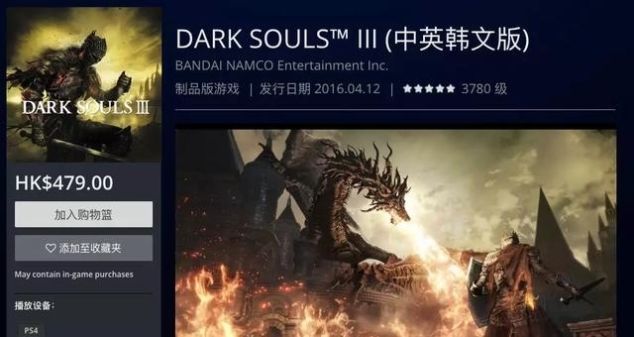 DARK SOULS™ III (中英韩文版)
BANDAI NAMCO Entertainment Inc.
制品版游戏 | 发行日期 2016.04.12 | ★★★★★ 3780 级
DARK SOULS III
HK$479.00
加入购物篮
♡ 添加至收藏夹
May contain in-game purchases
播放设备：
PS4